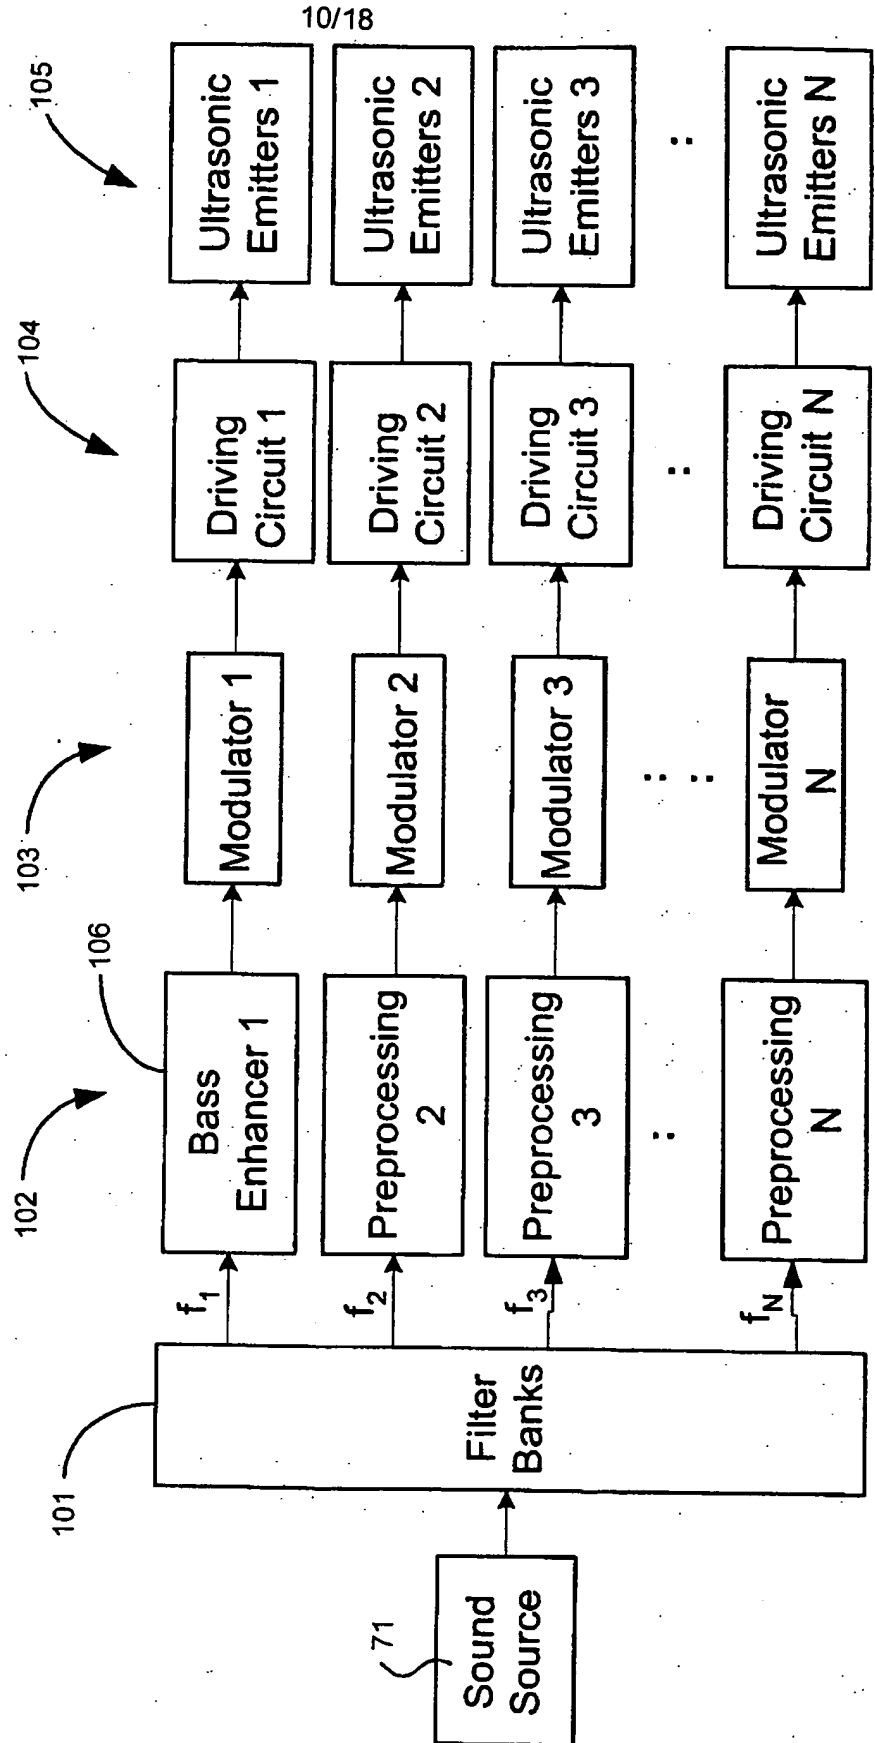 10/18
71
Sound
Source
101
Filter
Banks
f1
f2
f3
fN
102
106
Bass
Enhancer 1
Preprocessing
2
Preprocessing
3
:
Preprocessing
N
103
Modulator 1
Modulator 2
Modulator 3
: :
Modulator
N
104
Driving
Circuit 1
Driving
Circuit 2
Driving
Circuit 3
:
Driving
Circuit N
105
Ultrasonic
Emitters 1
Ultrasonic
Emitters 2
Ultrasonic
Emitters 3
:
Ultrasonic
Emitters N